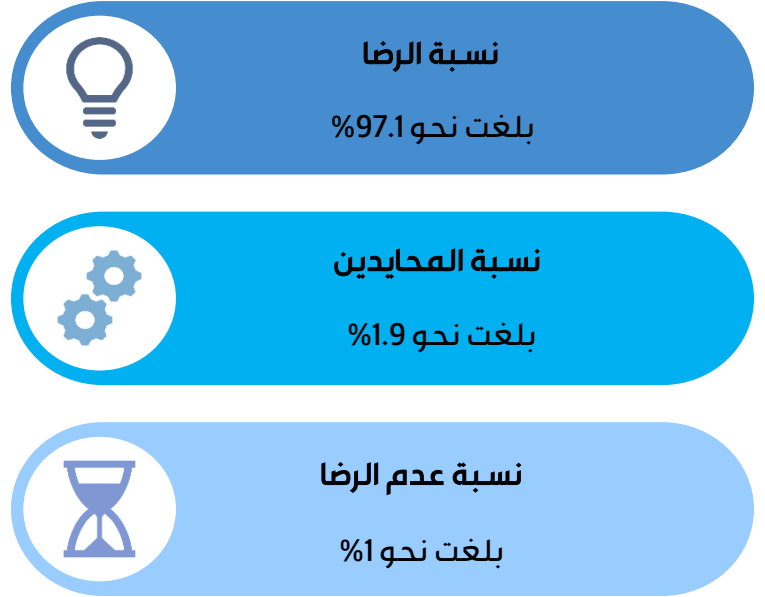 نسبة الرضا
بلغت نحو 97.1%
نسبة المحايدين
بلغت نحو 1.9%
نسبة عدم الرضا
بلغت نحو 1%